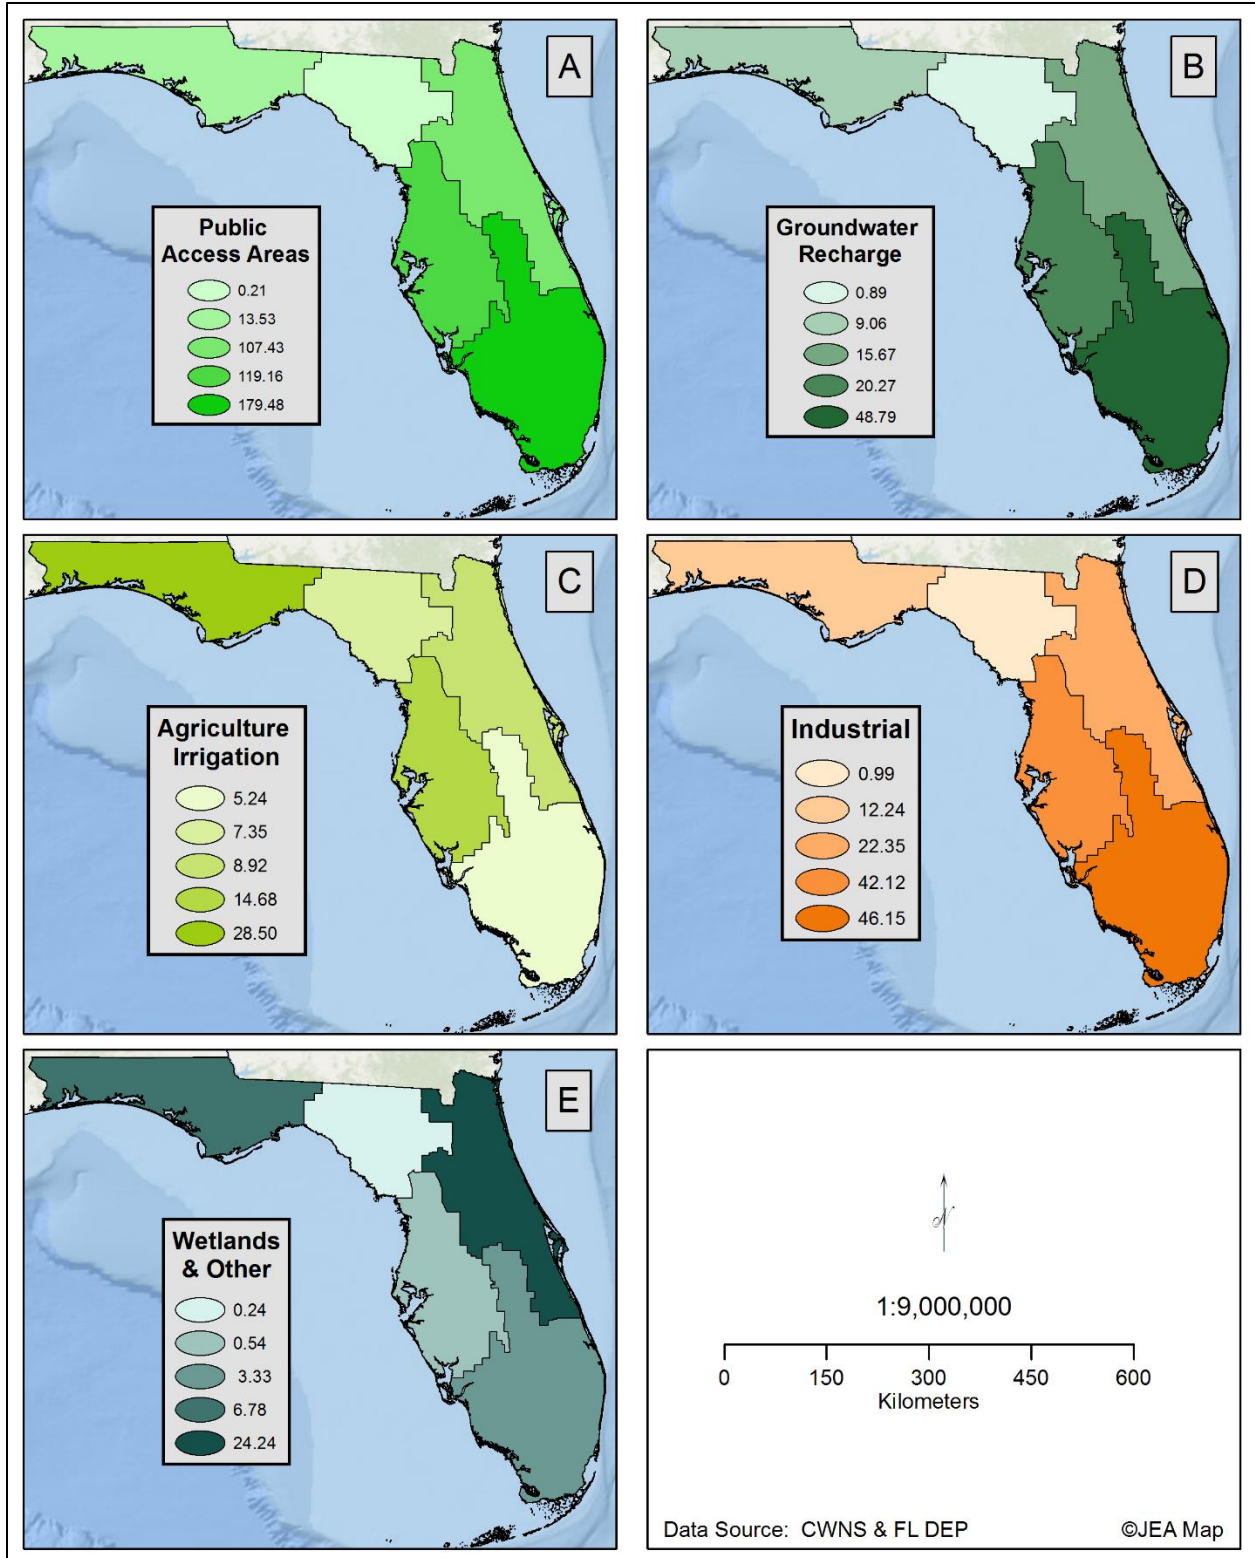 A
Public
Access Areas
0.21
13.53
107.43
119.16
179.48
B
Groundwater
Recharge
0.89
9.06
15.67
20.27
48.79
C
Agriculture
Irrigation
5.24
7.35
8.92
14.68
28.50
D
Industrial
0.99
12.24
22.35
42.12
46.15
E
Wetlands
& Other
0.24
0.54
3.33
6.78
24.24
N
1:9,000,000
0 150 300 450 600
Kilometers
Data Source: CWNS & FL DEP ©JEA Map